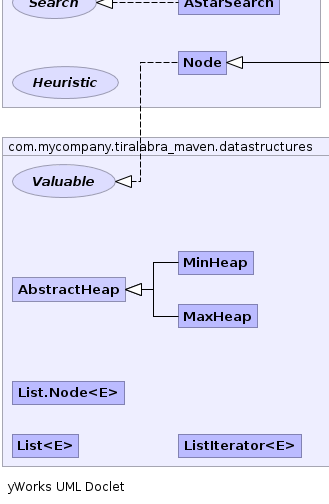 Search
AStarSearch
Node
Heuristic
com.mycompany.tiralabra_maven.datastructures
Valuable
MinHeap
AbstractHeap
MaxHeap
List.Node<E>
List<E>
ListIterator<E>
yWorks UML Doclet